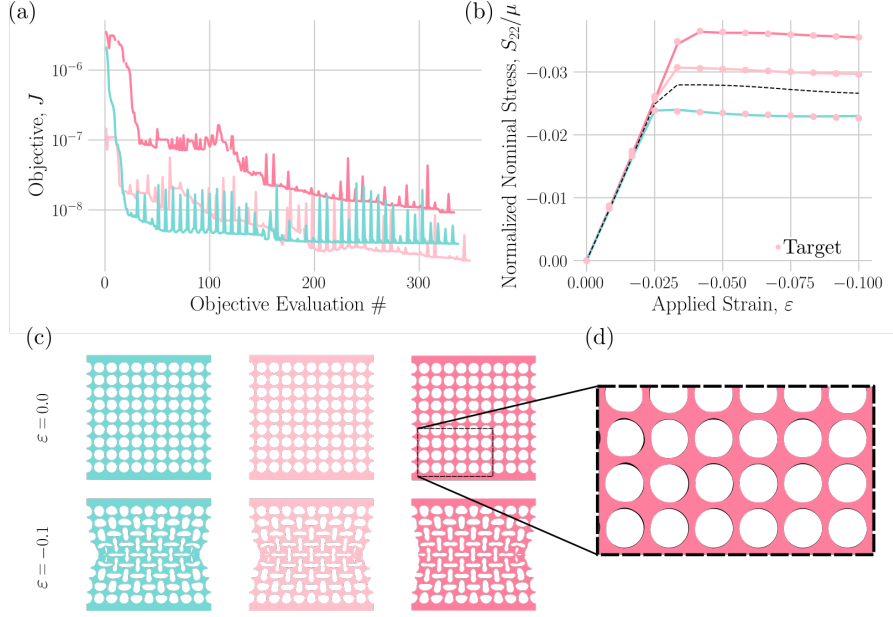 (a)
Objective, J
10⁻⁶
10⁻⁷
10⁻⁸
0
100
200
300
Objective Evaluation #
(b)
Normalized Nominal Stress, S₂₂/μ
−0.03
−0.02
−0.01
0.00
Target
0.000
−0.025
−0.050
−0.075
−0.100
Applied Strain, ε
(c)
ε = 0.0
ε = −0.1
(d)